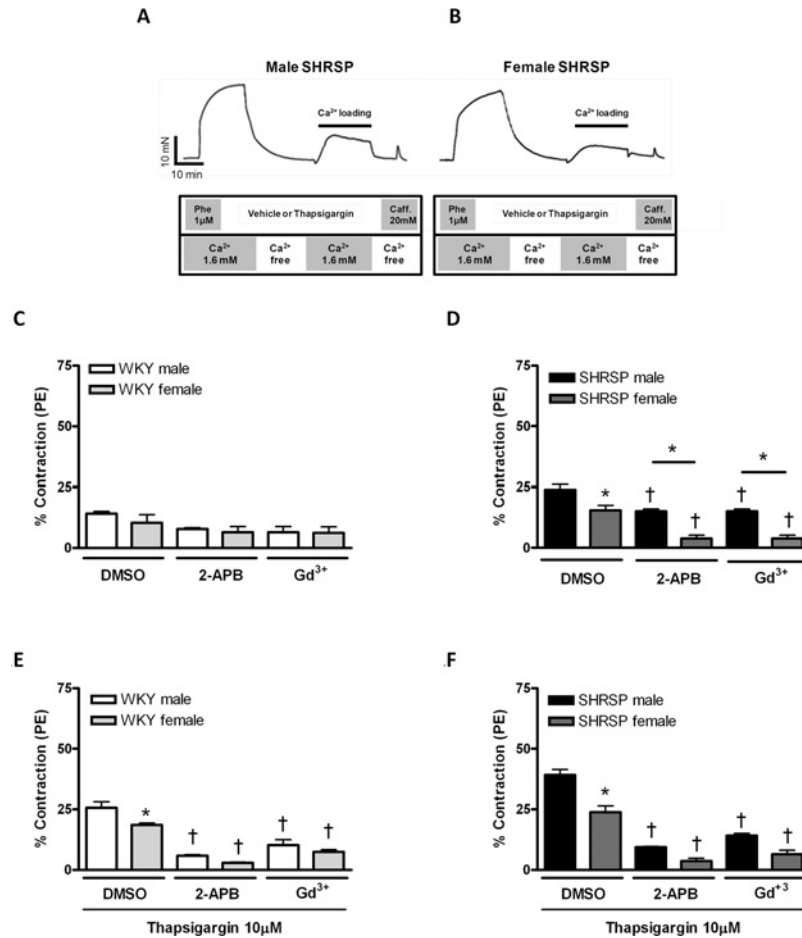 A
B
Male SHRSP
Female SHRSP
Ca²⁺ loading
Ca²⁺ loading
10 mN
10 min
Phe 1µM
Vehicle or Thapsigargin
Caff. 20mM
Ca²⁺ 1.6 mM
Ca²⁺ free
Ca²⁺ 1.6 mM
Ca²⁺ free
Phe 1µM
Vehicle or Thapsigargin
Caff. 20mM
Ca²⁺ 1.6 mM
Ca²⁺ free
Ca²⁺ 1.6 mM
Ca²⁺ free
C
% Contraction (PE)
75
50
25
0
WKY male
WKY female
DMSO
2-APB
Gd³⁺
D
% Contraction (PE)
75
50
25
0
SHRSP male
SHRSP female
*
*
*
† † † †
DMSO
2-APB
Gd³⁺
.E
% Contraction (PE)
75
50
25
0
WKY male
WKY female
*
† † † †
DMSO
2-APB
Gd³⁺
Thapsigargin 10µM
F
% Contraction (PE)
75
50
25
0
SHRSP male
SHRSP female
*
† † † †
DMSO
2-APB
Gd⁺³
Thapsigargin 10µM